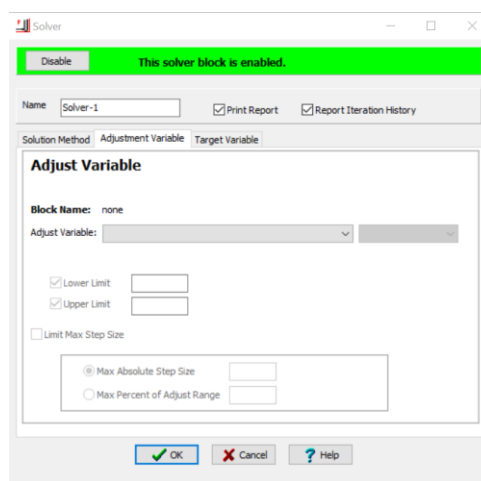 Solver
Disable
This solver block is enabled.
Name Solver-1 Print Report Report Iteration History
Solution Method Adjustment Variable Target Variable
Adjust Variable
Block Name: none
Adjust Variable:
Lower Limit
Upper Limit
Limit Max Step Size
Max Absolute Step Size
Max Percent of Adjust Range
OK Cancel ? Help